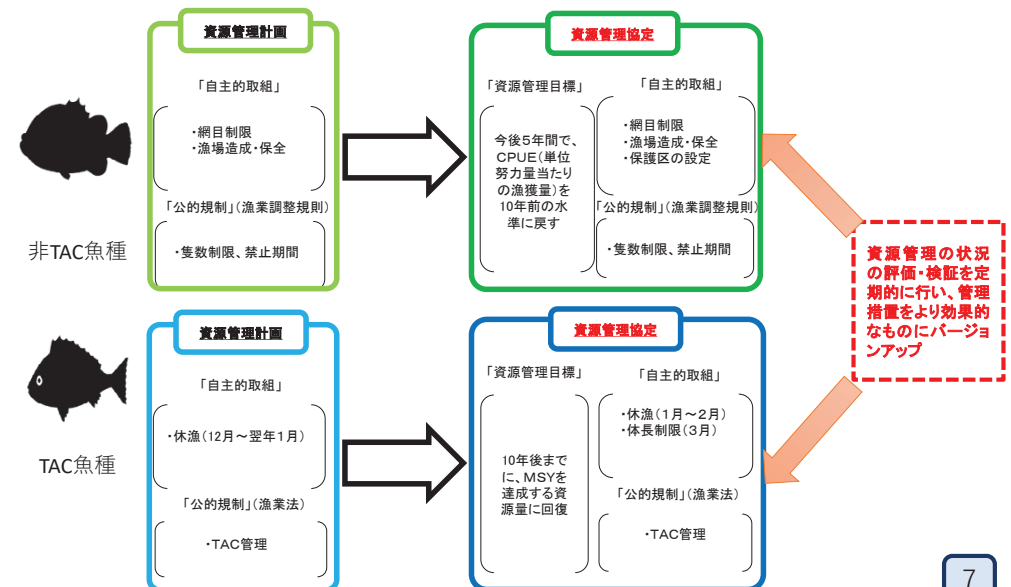 資源管理計画
「自主的取組」
・網目制限
・漁場造成・保全
「公的規制」(漁業調整規則)
・隻数制限、禁止期間
非TAC魚種
資源管理協定
「資源管理目標」
今後5年間で、
CPUE(単位
努力量当たり
の漁獲量)を
10年前の水
準に戻す
「自主的取組」
・網目制限
・漁場造成・保全
・保護区の設定
「公的規制」(漁業調整規則)
・隻数制限、禁止期間
資源管理の状況
の評価・検証を定
期的に行い、管理
措置をより効果的
なものにバージョ
ンアップ
資源管理計画
「自主的取組」
・休漁(12月~翌年1月)
「公的規制」(漁業法)
・TAC管理
TAC魚種
資源管理協定
「資源管理目標」
10年後まで
に、MSYを
達成する資
源量に回復
「自主的取組」
・休漁(1月~2月)
・体長制限(3月)
「公的規制」(漁業法)
・TAC管理
7